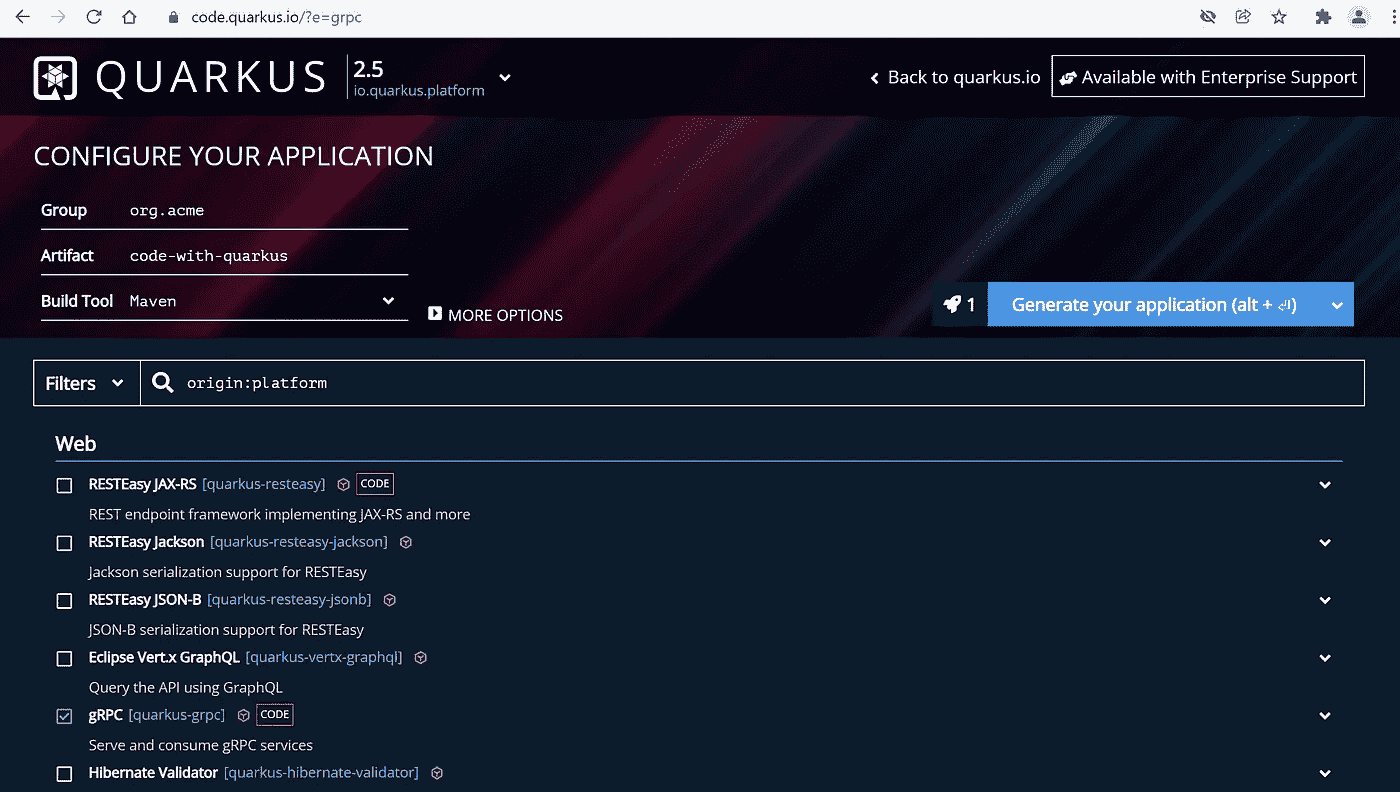 code.quarkus.io/?e=grpc
QUARKUS 2.5
io.quarkus.platform
Back to quarkus.io
Available with Enterprise Support
CONFIGURE YOUR APPLICATION
Group org.acme
Artifact code-with-quarkus
Build Tool Maven
MORE OPTIONS
1
Generate your application (alt + ⏎)
Filters
origin:platform
Web
RESTEasy JAX-RS [quarkus-resteasy] CODE
REST endpoint framework implementing JAX-RS and more
RESTEasy Jackson [quarkus-resteasy-jackson]
Jackson serialization support for RESTEasy
RESTEasy JSON-B [quarkus-resteasy-jsonb]
JSON-B serialization support for RESTEasy
Eclipse Vert.x GraphQL [quarkus-vertx-graphql]
Query the API using GraphQL
gRPC [quarkus-grpc] CODE
Serve and consume gRPC services
Hibernate Validator [quarkus-hibernate-validator]